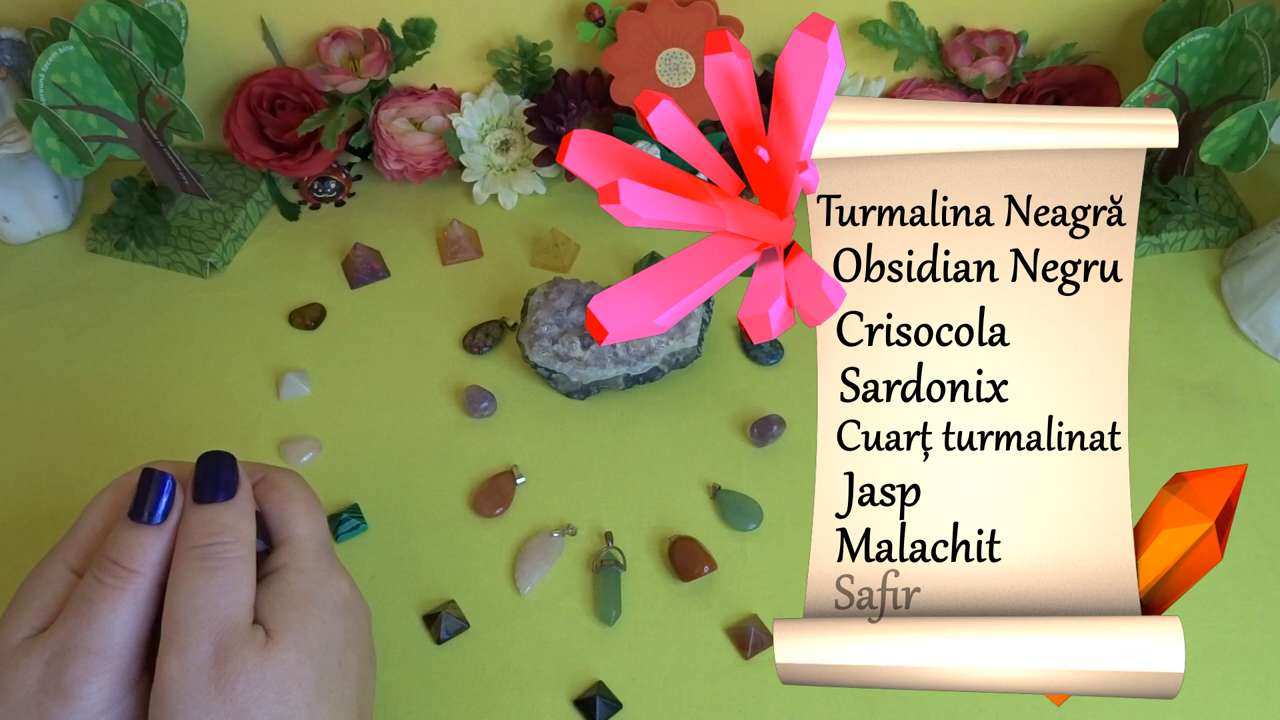 Turmalina Neagră
Obsidian Negru
Crisocola
Sardonix
Cuarț turmalinat
Jasp
Malachit
Safir